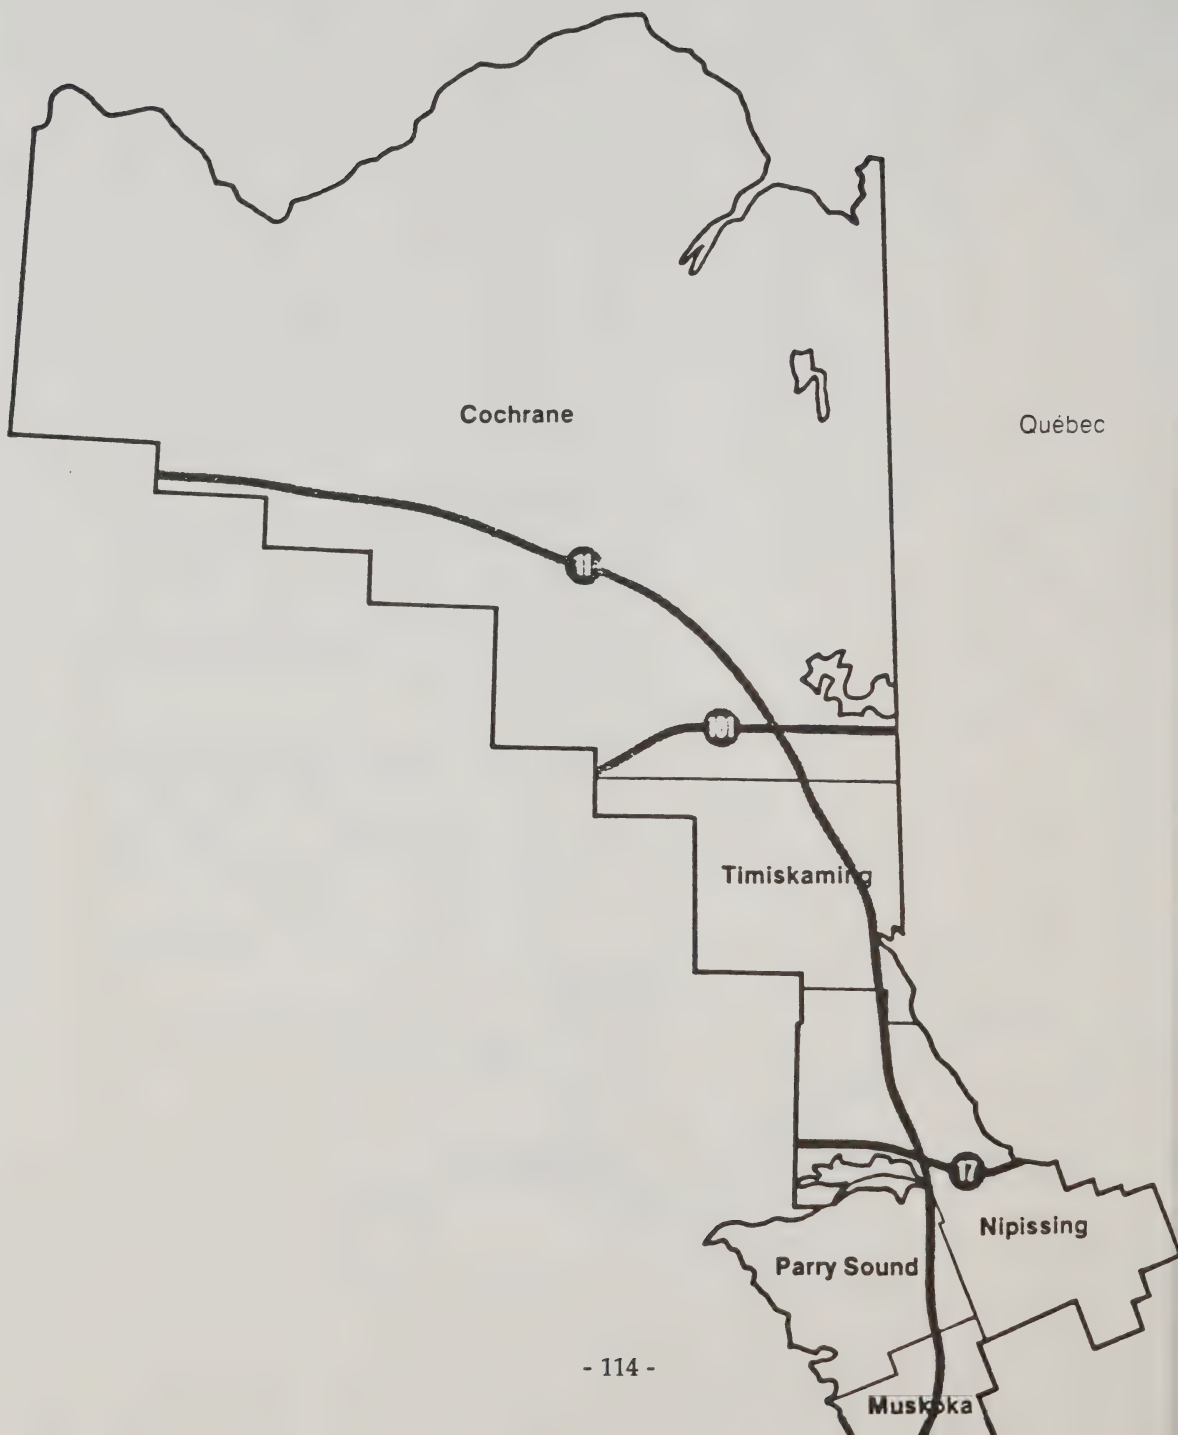 Cochrane
Québec
11
101
Timiskaming
17
Nipissing
Parry Sound
- 114 -
Muskoka